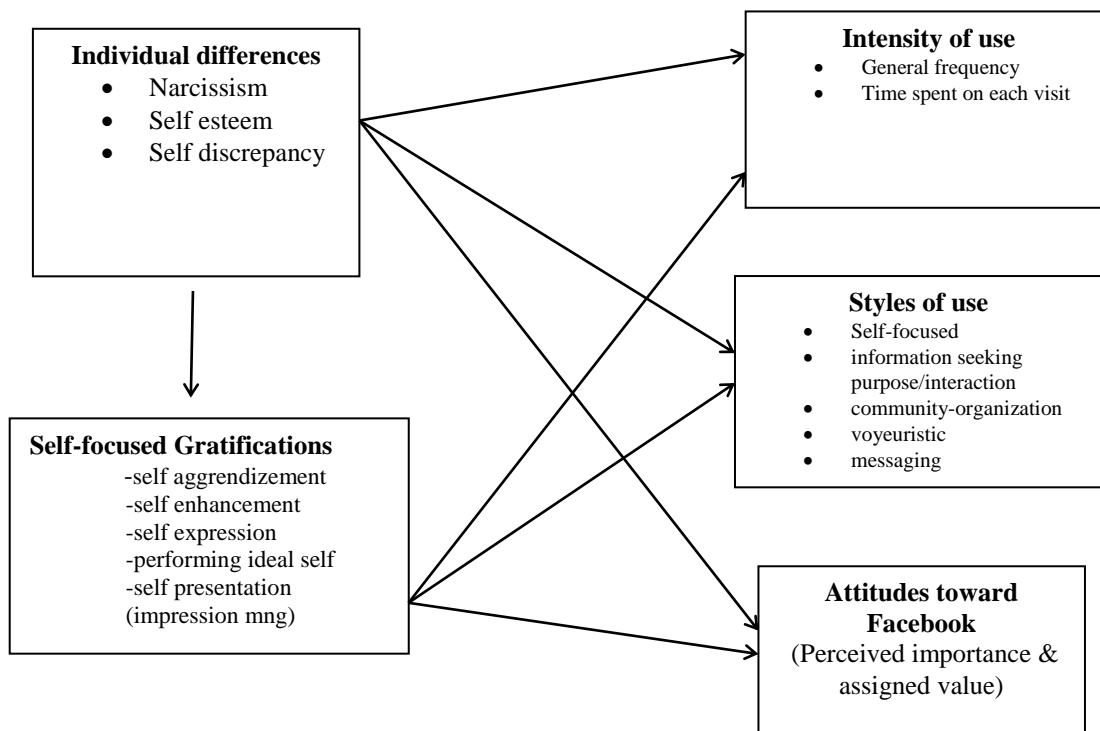 Individual differences
• Narcissism
• Self esteem
• Self discrepancy
Self-focused Gratifications
-self aggrendizement
-self enhancement
-self expression
-performing ideal self
-self presentation
(impression mng)
Intensity of use
• General frequency
• Time spent on each visit
Styles of use
• Self-focused
• information seeking
purpose/interaction
• community-organization
• voyeuristic
• messaging
Attitudes toward
Facebook
(Perceived importance &
assigned value)